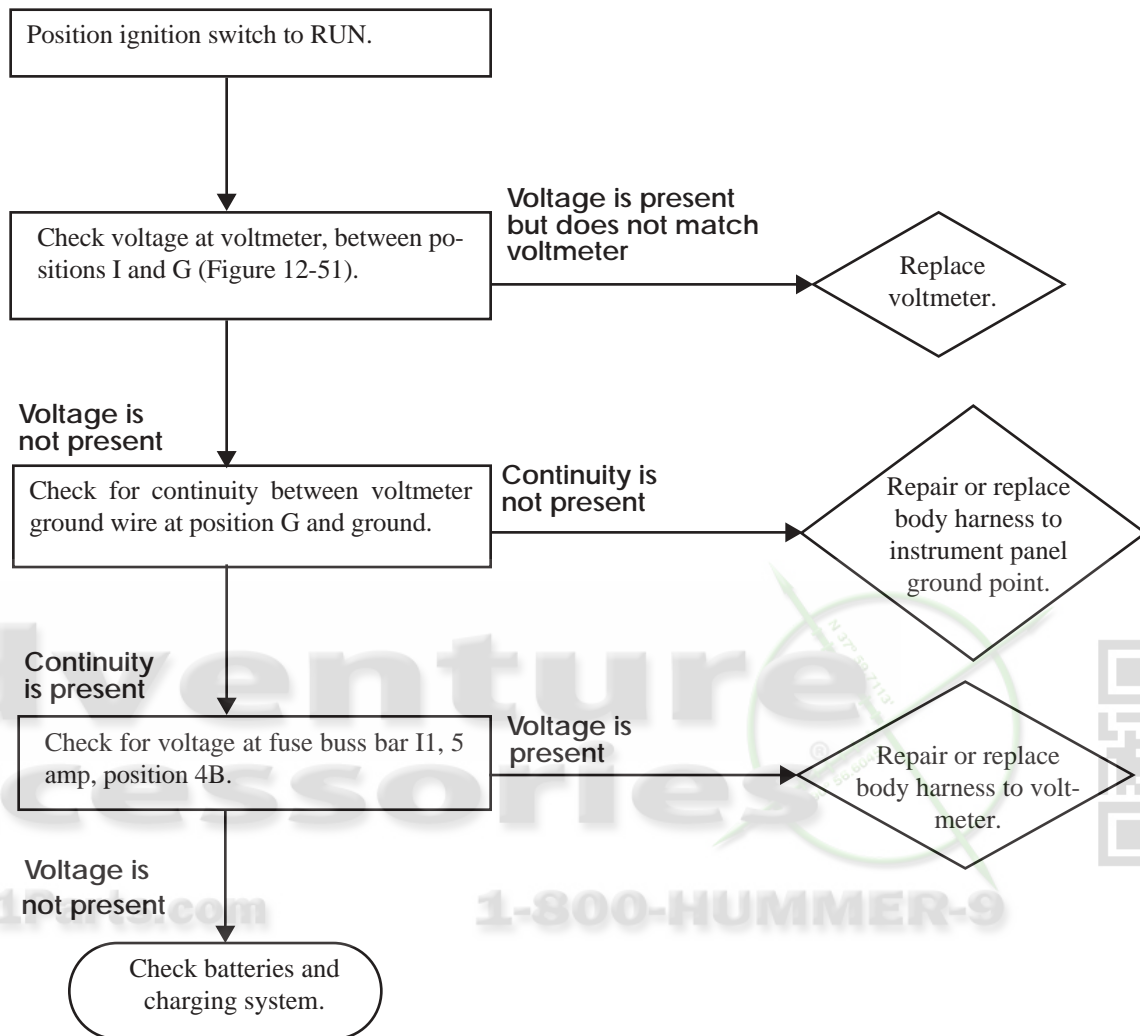 Position ignition switch to RUN.
Check voltage at voltmeter, between po-
sitions I and G (Figure 12-51).
Voltage is present
but does not match
voltmeter
Replace
voltmeter.
Voltage is
not present
Check for continuity between voltmeter
ground wire at position G and ground.
Continuity is
not present
Repair or replace
body harness to
instrument panel
ground point.
Continuity
is present
Check for voltage at fuse buss bar I1, 5
amp, position 4B.
Voltage is
present
Repair or replace
body harness to volt-
meter.
Voltage is
not present
Check batteries and
charging system.
dventure
cessories
1Parts.com
1-800-HUMMER-9